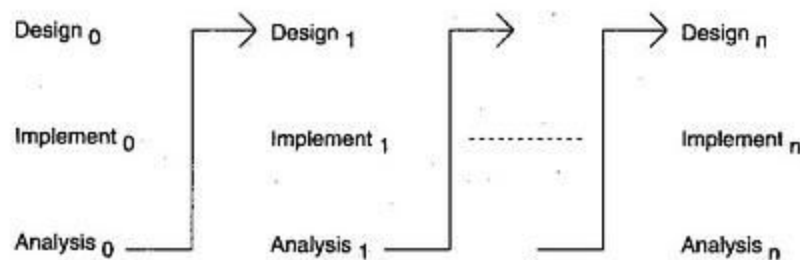 Design 0 Design 1 Design n
Implement 0 Implement 1 Implement n
Analysis 0 Analysis 1 Analysis n